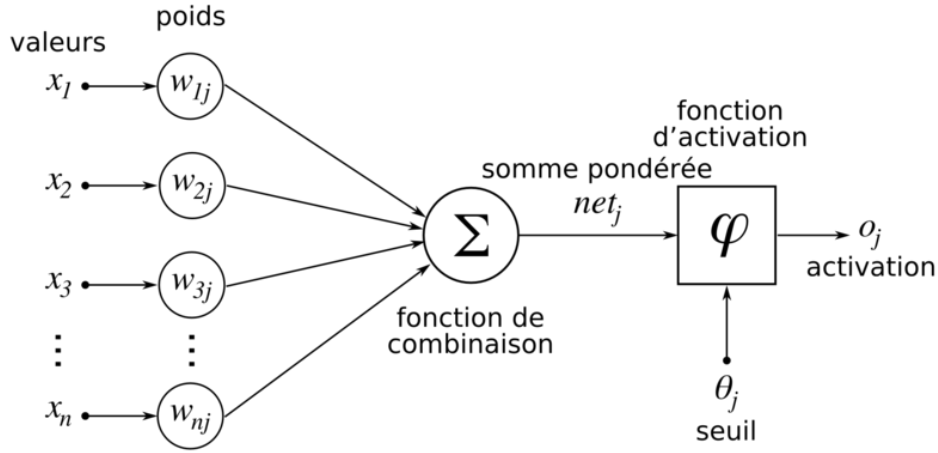 poids
valeurs
x₁
w₁ⱼ
fonction
d'activation
x₂
w₂ⱼ
somme pondérée
netⱼ
Σ
φ
oⱼ
activation
x₃
w₃ⱼ
fonction de
combinaison
⋮
⋮
xₙ
wₙⱼ
θⱼ
seuil